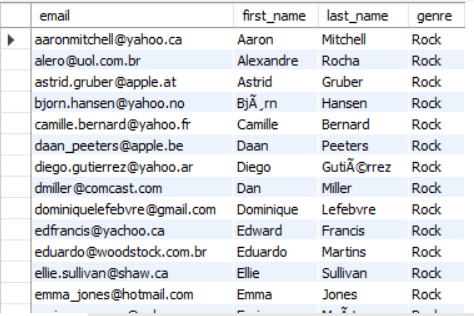 email first_name last_name genre
aaronmitchell@yahoo.ca Aaron Mitchell Rock
alero@uol.com.br Alexandre Rocha Rock
astrid.gruber@apple.at Astrid Gruber Rock
bjorn.hansen@yahoo.no BjÃ¸rn Hansen Rock
camille.bernard@yahoo.fr Camille Bernard Rock
daan_peeters@apple.be Daan Peeters Rock
diego.gutierrez@yahoo.ar Diego GutiÃ©rrez Rock
dmiller@comcast.com Dan Miller Rock
dominiquelefebvre@gmail.com Dominique Lefebvre Rock
edfrancis@yachoo.ca Edward Francis Rock
eduardo@woodstock.com.br Eduardo Martins Rock
ellie.sullivan@shaw.ca Ellie Sullivan Rock
emma_jones@hotmail.com Emma Jones Rock